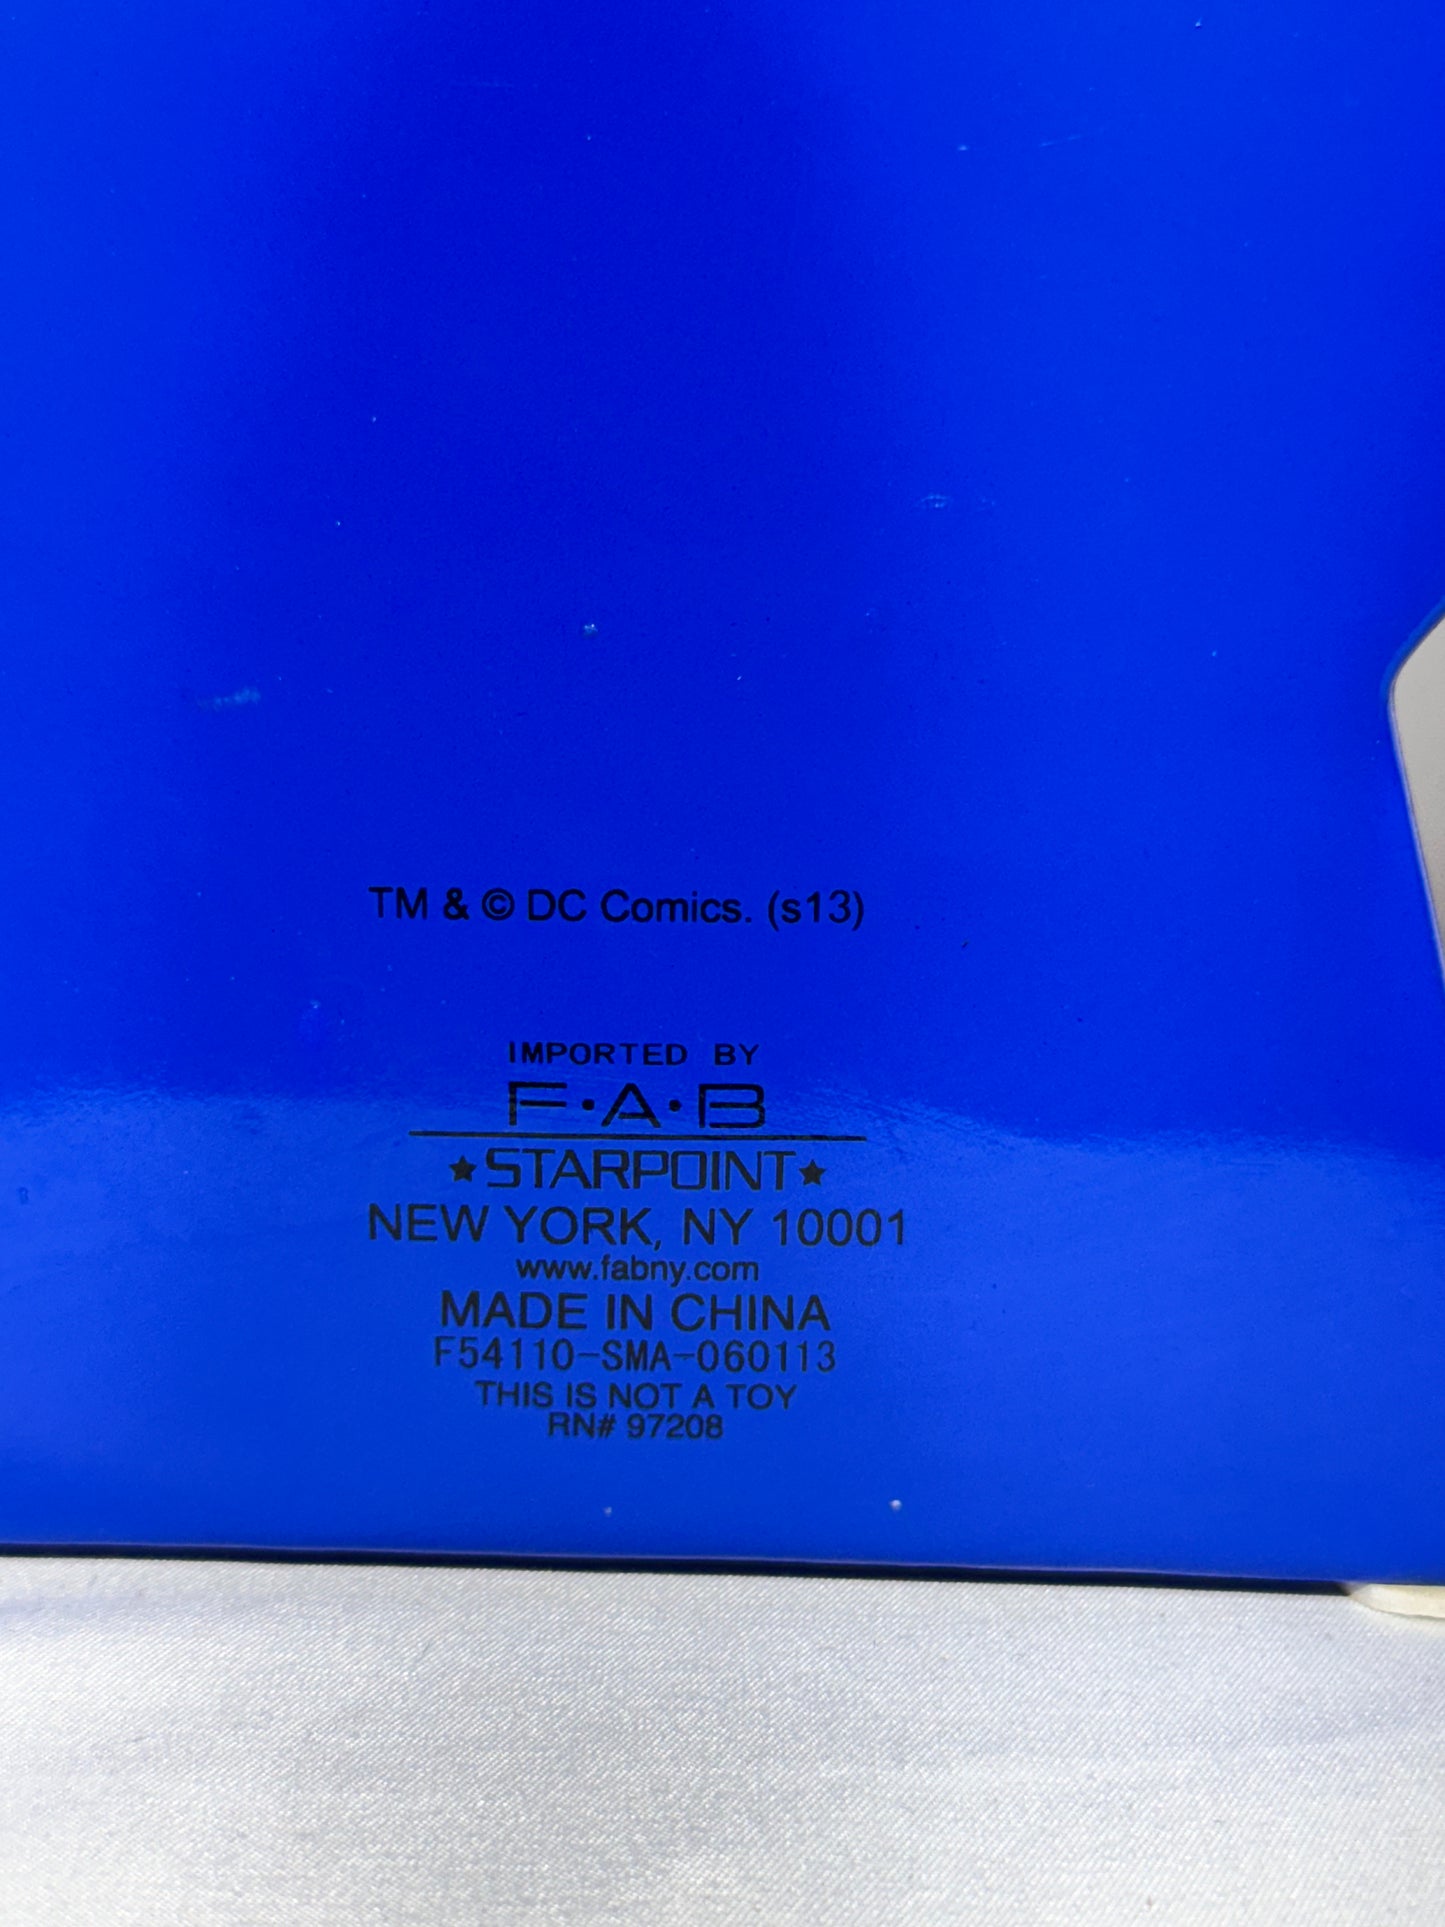 TM & © DC Comics. (s13)
IMPORTED BY
F·A·B
★STARPOINT★
NEW YORK, NY 10001
www.fabny.com
MADE IN CHINA
F54110-SMA-060113
THIS IS NOT A TOY
RN# 97208